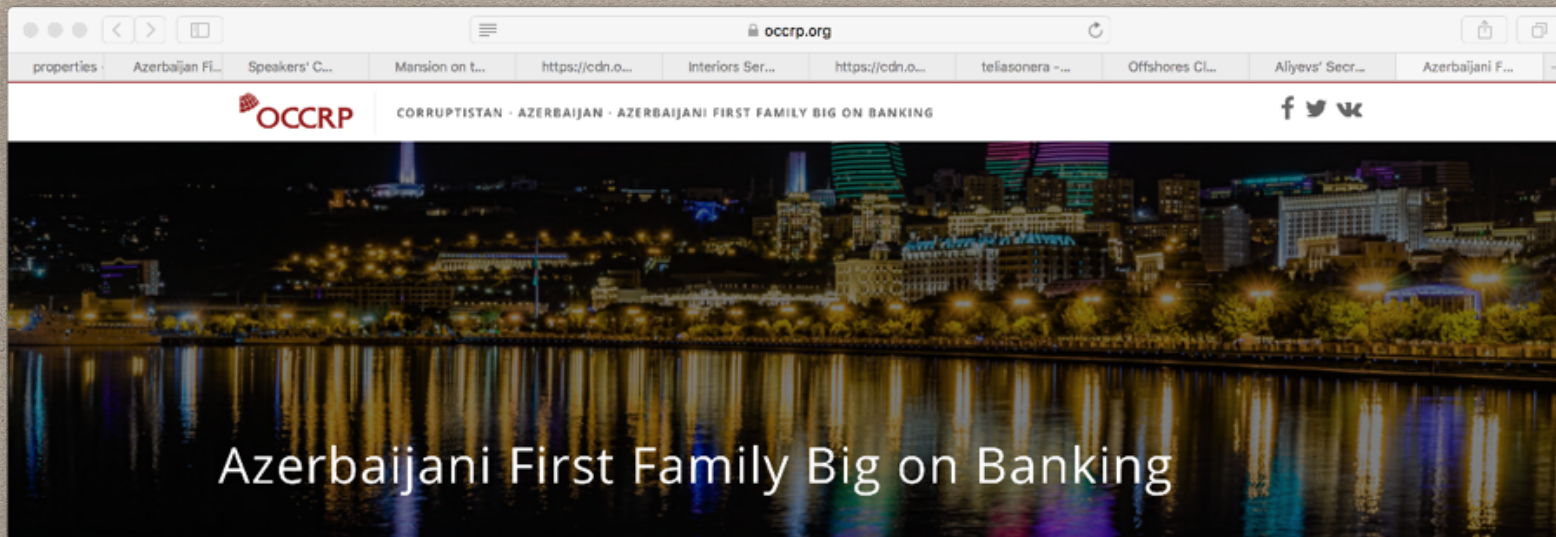 occrp.org
properties - Azerbaijan Fi... Speakers' C... Mansion on t... https://cdn.o... Interiors Ser... https://cdn.o... teliasonera -... Offshores Cl... Aliyevs' Secr... Azerbaijani F...
OCCRP CORRUPTISTAN · AZERBAIJAN · AZERBAIJANI FIRST FAMILY BIG ON BANKING
Azerbaijani First Family Big on Banking